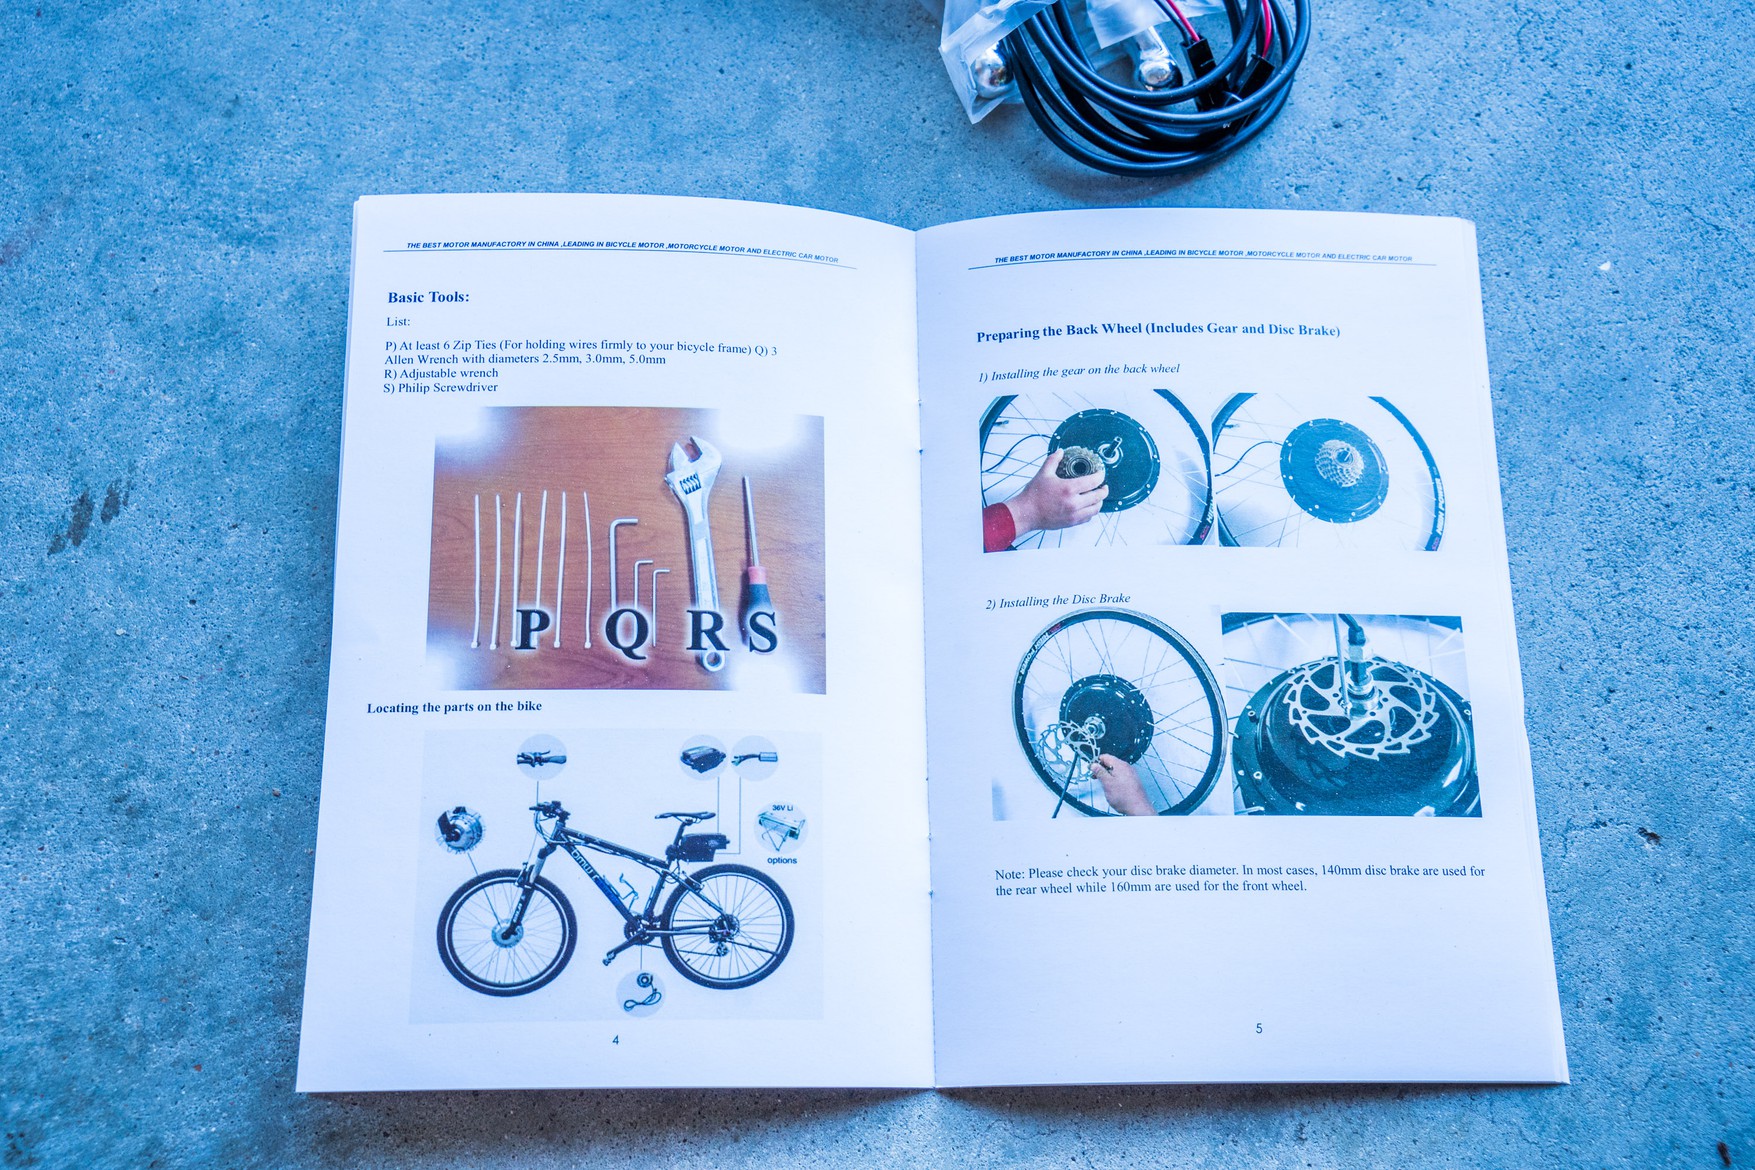 THE BEST MOTOR MANUFACTORY IN CHINA ,LEADING IN BICYCLE MOTOR ,MOTORCYCLE MOTOR AND ELECTRIC CAR MOTOR
Basic Tools:
List:
P) At least 6 Zip Ties (For holding wires firmly to your bicycle frame) Q) 3
Allen Wrench with diameters 2.5mm, 3.0mm, 5.0mm
R) Adjustable wrench
S) Philip Screwdriver
P Q R S
Locating the parts on the bike
36V Li
options
4
THE BEST MOTOR MANUFACTORY IN CHINA ,LEADING IN BICYCLE MOTOR ,MOTORCYCLE MOTOR AND ELECTRIC CAR MOTOR
Preparing the Back Wheel (Includes Gear and Disc Brake)
1) Installing the gear on the back wheel
2) Installing the Disc Brake
Note: Please check your disc brake diameter. In most cases, 140mm disc brake are used for
the rear wheel while 160mm are used for the front wheel.
5